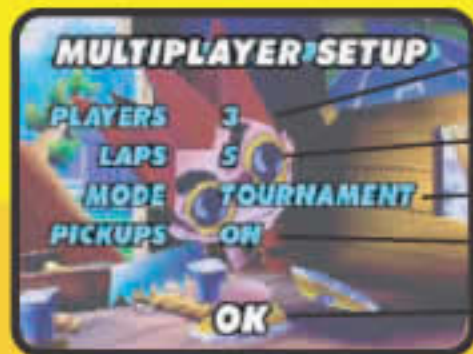 MULTIPLAYER SETUP
PLAYERS 3
LAPS 5
MODE TOURNAMENT
PICKUPS ON
OK